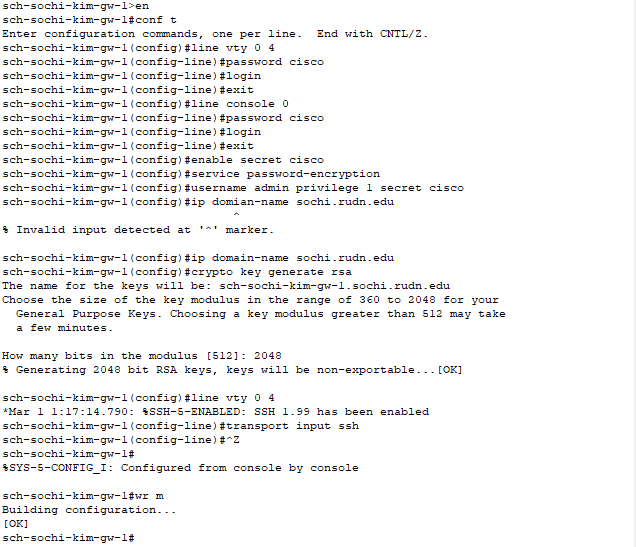 sch-sochi-kim-gw-1>en
sch-sochi-kim-gw-1#conf t
Enter configuration commands, one per line.  End with CNTL/Z.
sch-sochi-kim-gw-1(config)#line vty 0 4
sch-sochi-kim-gw-1(config-line)#password cisco
sch-sochi-kim-gw-1(config-line)#login
sch-sochi-kim-gw-1(config-line)#exit
sch-sochi-kim-gw-1(config)#line console 0
sch-sochi-kim-gw-1(config-line)#password cisco
sch-sochi-kim-gw-1(config-line)#login
sch-sochi-kim-gw-1(config-line)#exit
sch-sochi-kim-gw-1(config)#enable secret cisco
sch-sochi-kim-gw-1(config)#service password-encryption
sch-sochi-kim-gw-1(config)#username admin privilege 1 secret cisco
sch-sochi-kim-gw-1(config)#ip domian-name sochi.rudn.edu
^
% Invalid input detected at '^' marker.
sch-sochi-kim-gw-1(config)#ip domain-name sochi.rudn.edu
sch-sochi-kim-gw-1(config)#crypto key generate rsa
The name for the keys will be: sch-sochi-kim-gw-1.sochi.rudn.edu
Choose the size of the key modulus in the range of 360 to 2048 for your
General Purpose Keys. Choosing a key modulus greater than 512 may take
a few minutes.
How many bits in the modulus [512]: 2048
% Generating 2048 bit RSA keys, keys will be non-exportable...[OK]
sch-sochi-kim-gw-1(config)#line vty 0 4
*Mar 1 1:17:14.790: %SSH-5-ENABLED: SSH 1.99 has been enabled
sch-sochi-kim-gw-1(config-line)#transport input ssh
sch-sochi-kim-gw-1(config-line)#^Z
sch-sochi-kim-gw-1#
%SYS-5-CONFIG_I: Configured from console by console
sch-sochi-kim-gw-1#wr m
Building configuration...
[OK]
sch-sochi-kim-gw-1#